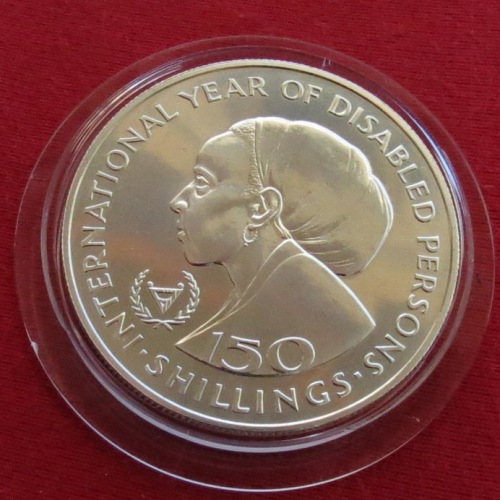 INTERNATIONAL YEAR OF DISABLED PERSONS
150
·SHILLINGS·